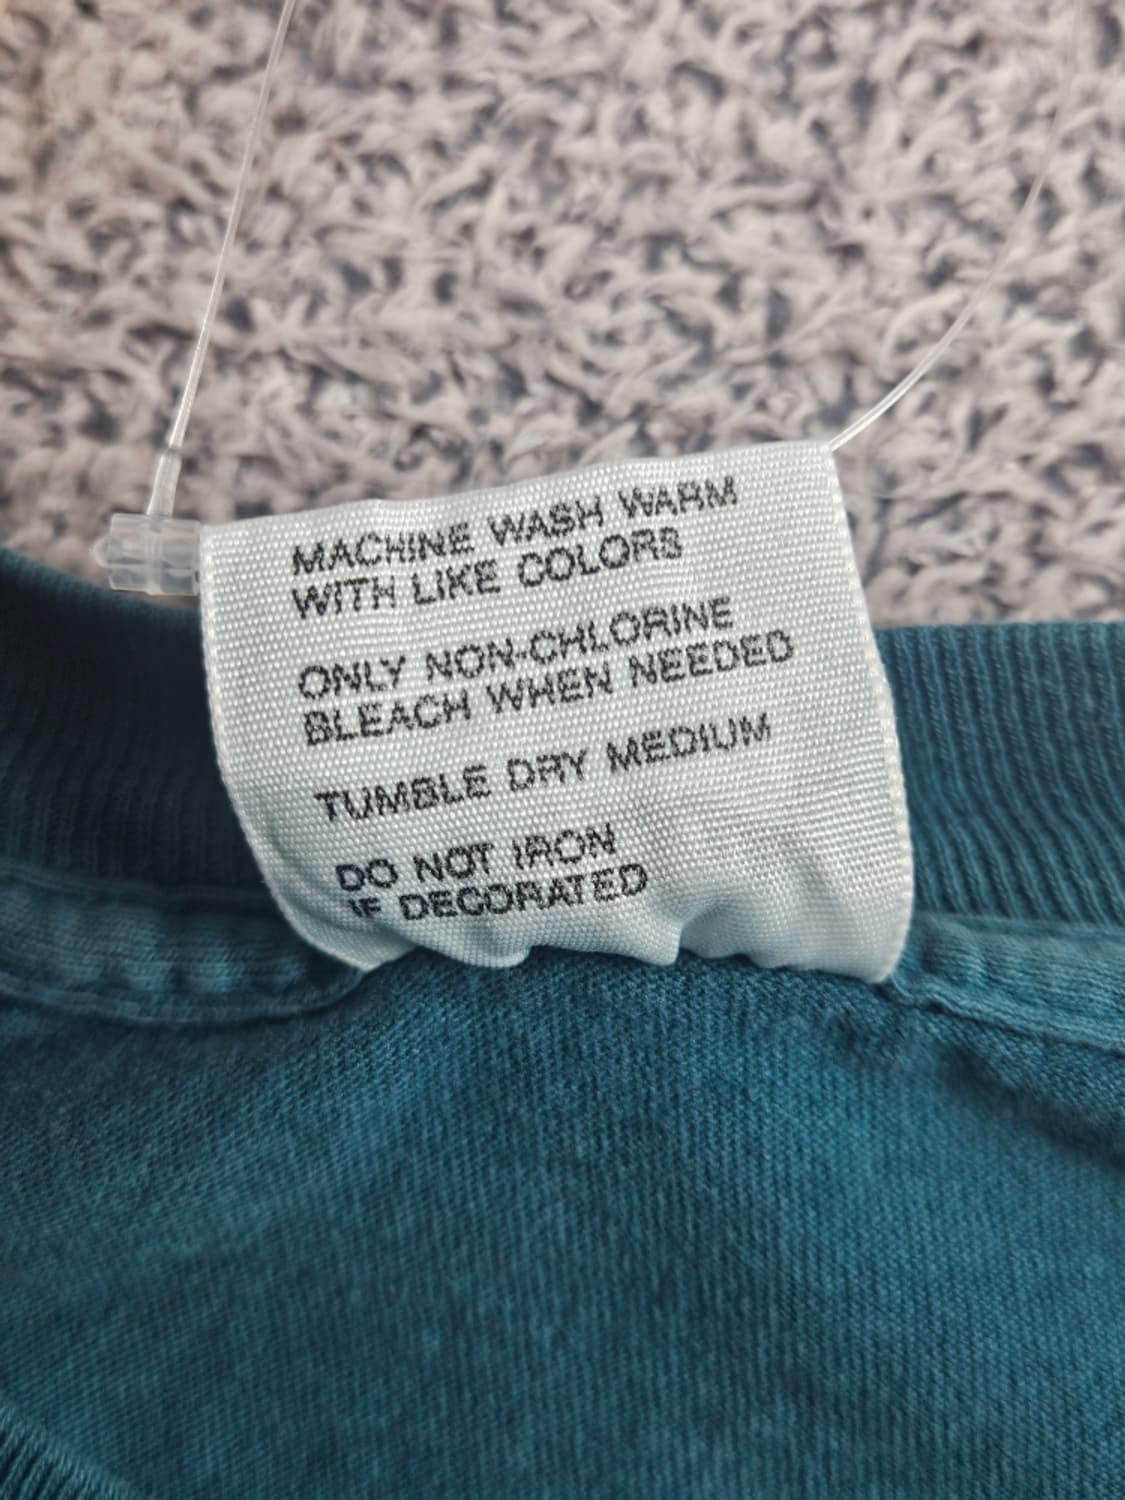 MACHINE WASH WARM
WITH LIKE COLORS
ONLY NON-CHLORINE
BLEACH WHEN NEEDED
TUMBLE DRY MEDIUM
DO NOT IRON
IF DECORATED